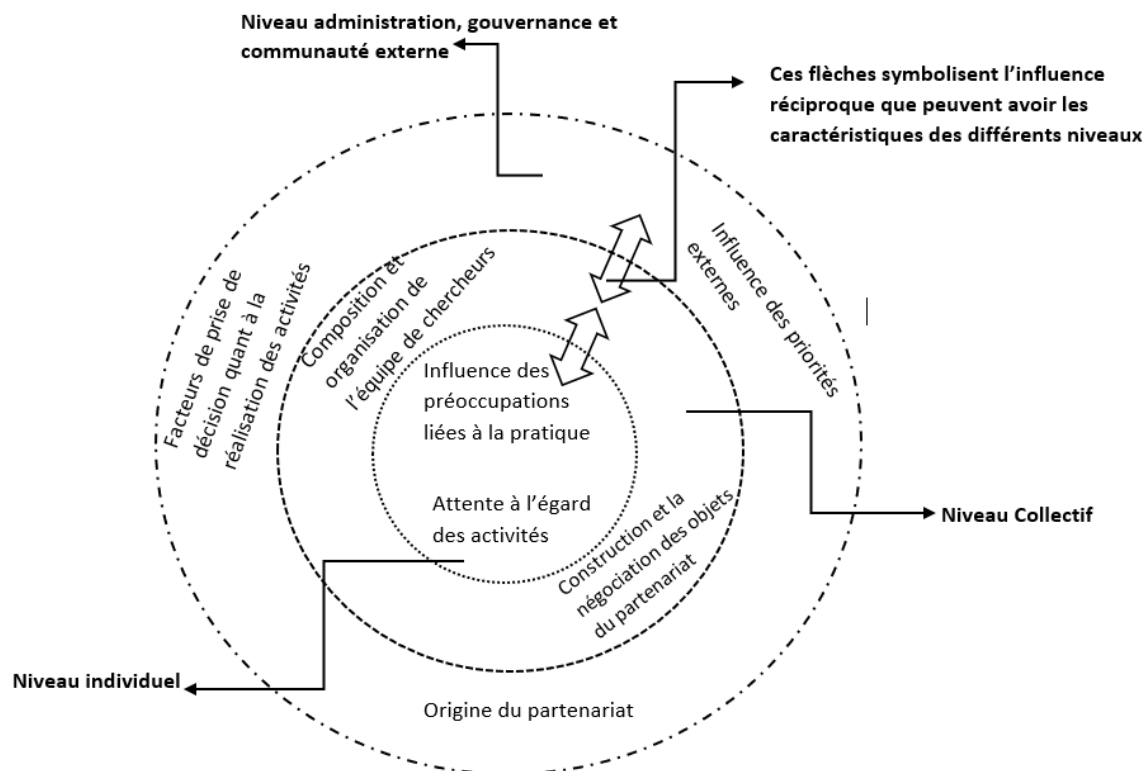 Niveau administration, gouvernance et
communauté externe
Ces flèches symbolisent l’influence
réciproque que peuvent avoir les
caractéristiques des différents niveaux
Facteurs de prise de
décision quant à la
réalisation des activités
Composition et
organisation de
l’équipe de chercheurs
Influence des priorités
externes
Influence des
préoccupations
liées à la pratique
Attente à l’égard
des activités
Construction et la
négociation des objets
du partenariat
Niveau Collectif
Niveau individuel
Origine du partenariat